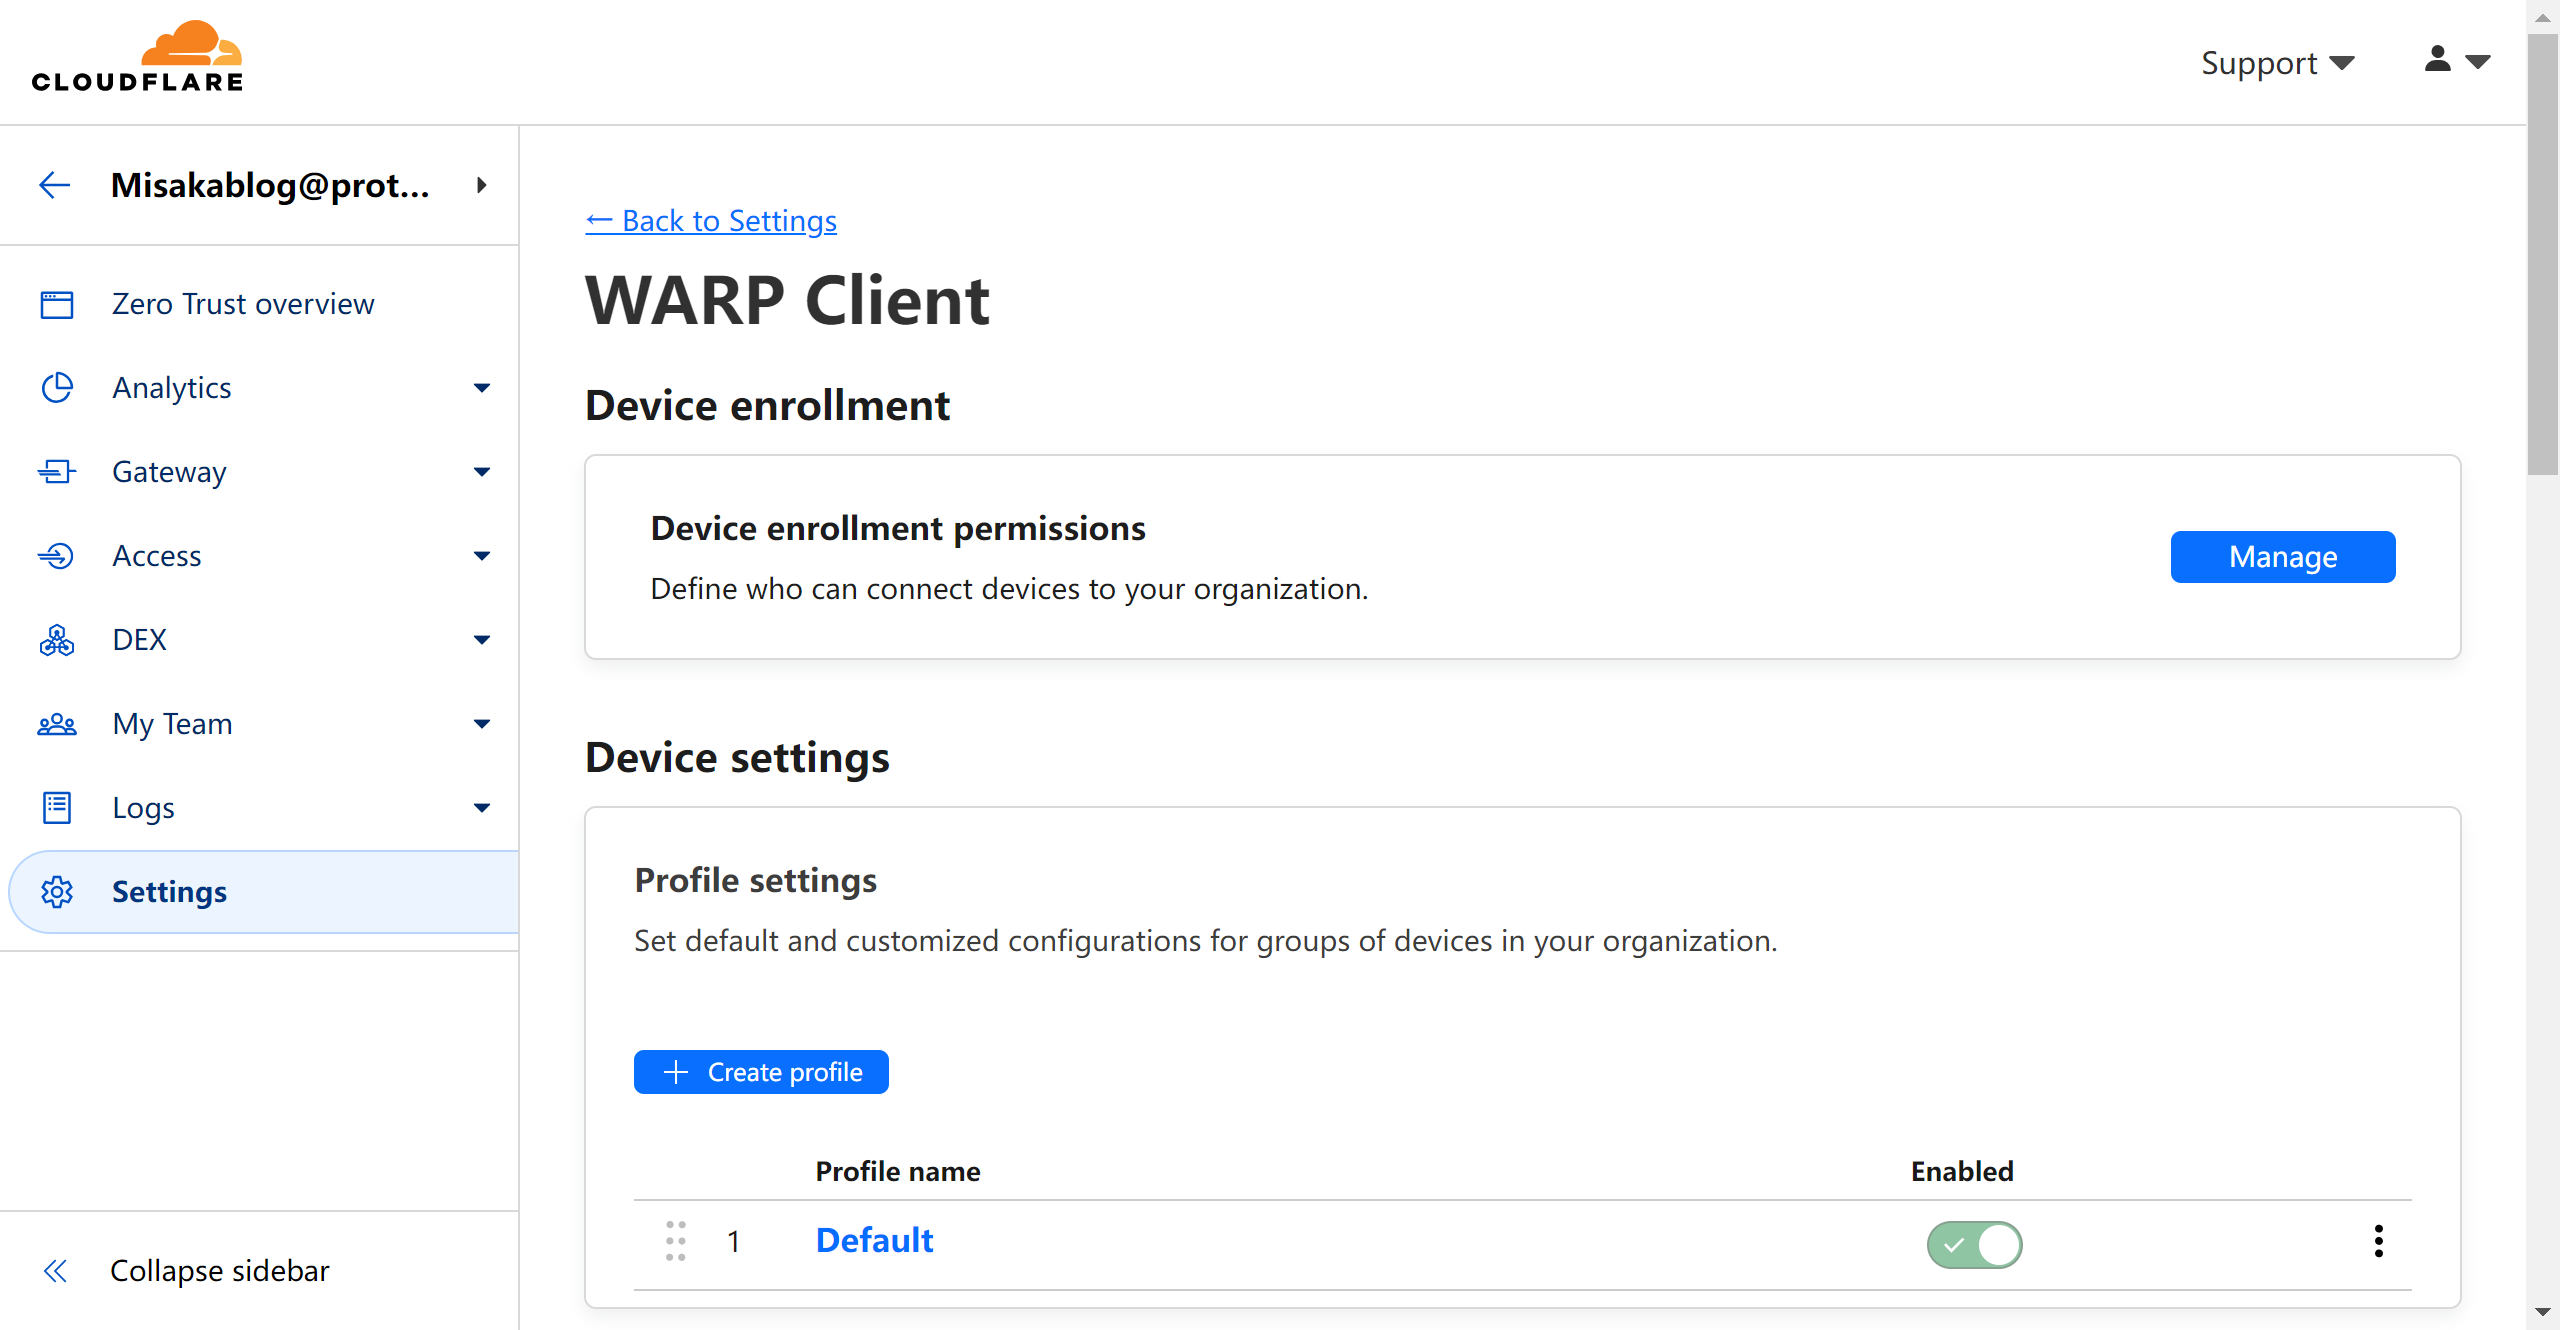 CLOUDFLARE
Support
Misakablog@prot...
Zero Trust overview
Analytics
Gateway
Access
DEX
My Team
Logs
Settings
Collapse sidebar
← Back to Settings
WARP Client
Device enrollment
Device enrollment permissions
Define who can connect devices to your organization.
Manage
Device settings
Profile settings
Set default and customized configurations for groups of devices in your organization.
+ Create profile
Profile name Enabled
1 Default